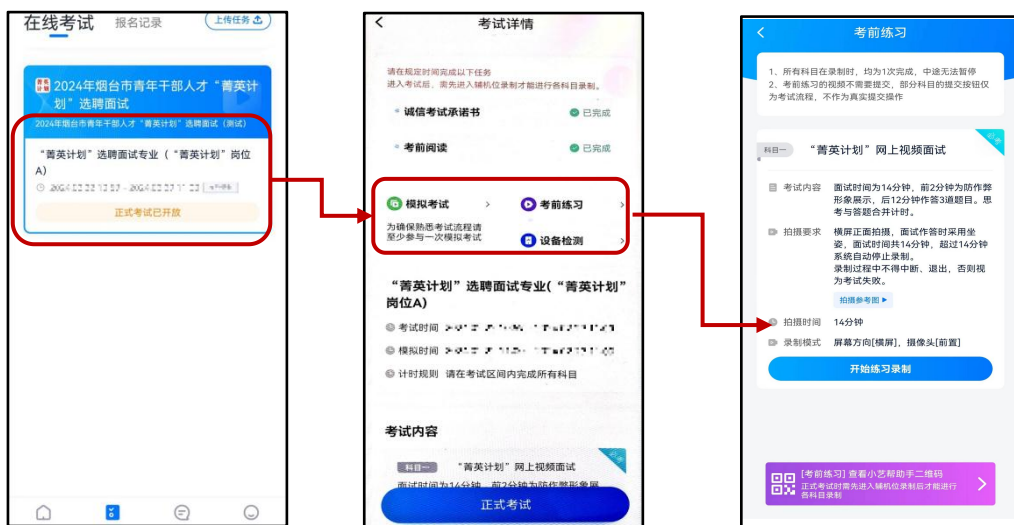 在线考试 报名记录 上传任务
2024年烟台市青年干部人才“菁英计
划”选聘面试
2024年烟台市青年干部人才“菁英计划”选聘面试（测试）
“菁英计划”选聘面试专业（“菁英计划”岗位
A）
正式考试已开放
考试详情
请在规定时间完成以下任务
进入考试后，需先进入辅机位录制才能进行各科目录制。
诚信考试承诺书 已完成
考前阅读 已完成
模拟考试 考前练习
为确保熟悉考试流程请
至少参与一次模拟考试
设备检测
“菁英计划”选聘面试专业(“菁英计划”
岗位A)
考试时间
模拟时间
计时规则 请在考试区间内完成所有科目
考试内容
科目一 “菁英计划”网上视频面试
面试时间为14分钟，前2分钟为防作弊形象展
正式考试
考前练习
1、所有科目在录制时，均为1次完成，中途无法暂停
2、考前练习的视频不需要提交，部分科目的提交按钮仅
为考试流程，不作为真实提交操作
科目一 “菁英计划”网上视频面试
考试内容 面试时间为14分钟，前2分钟为防作弊
形象展示，后12分钟作答3道题目。思
考与答题合并计时。
拍摄要求 横屏正面拍摄，面试作答时采用坐
姿，面试时间共14分钟，超过14分钟
系统自动停止录制。
录制过程中不得中断、退出，否则视
为考试失败。
拍摄参考图
拍摄时间 14分钟
录制模式 屏幕方向[横屏]，摄像头[前置]
开始练习录制
[考前练习] 查看小艺帮助手二维码
正式考试时需先进入辅机位录制后才能进行
各科目录制